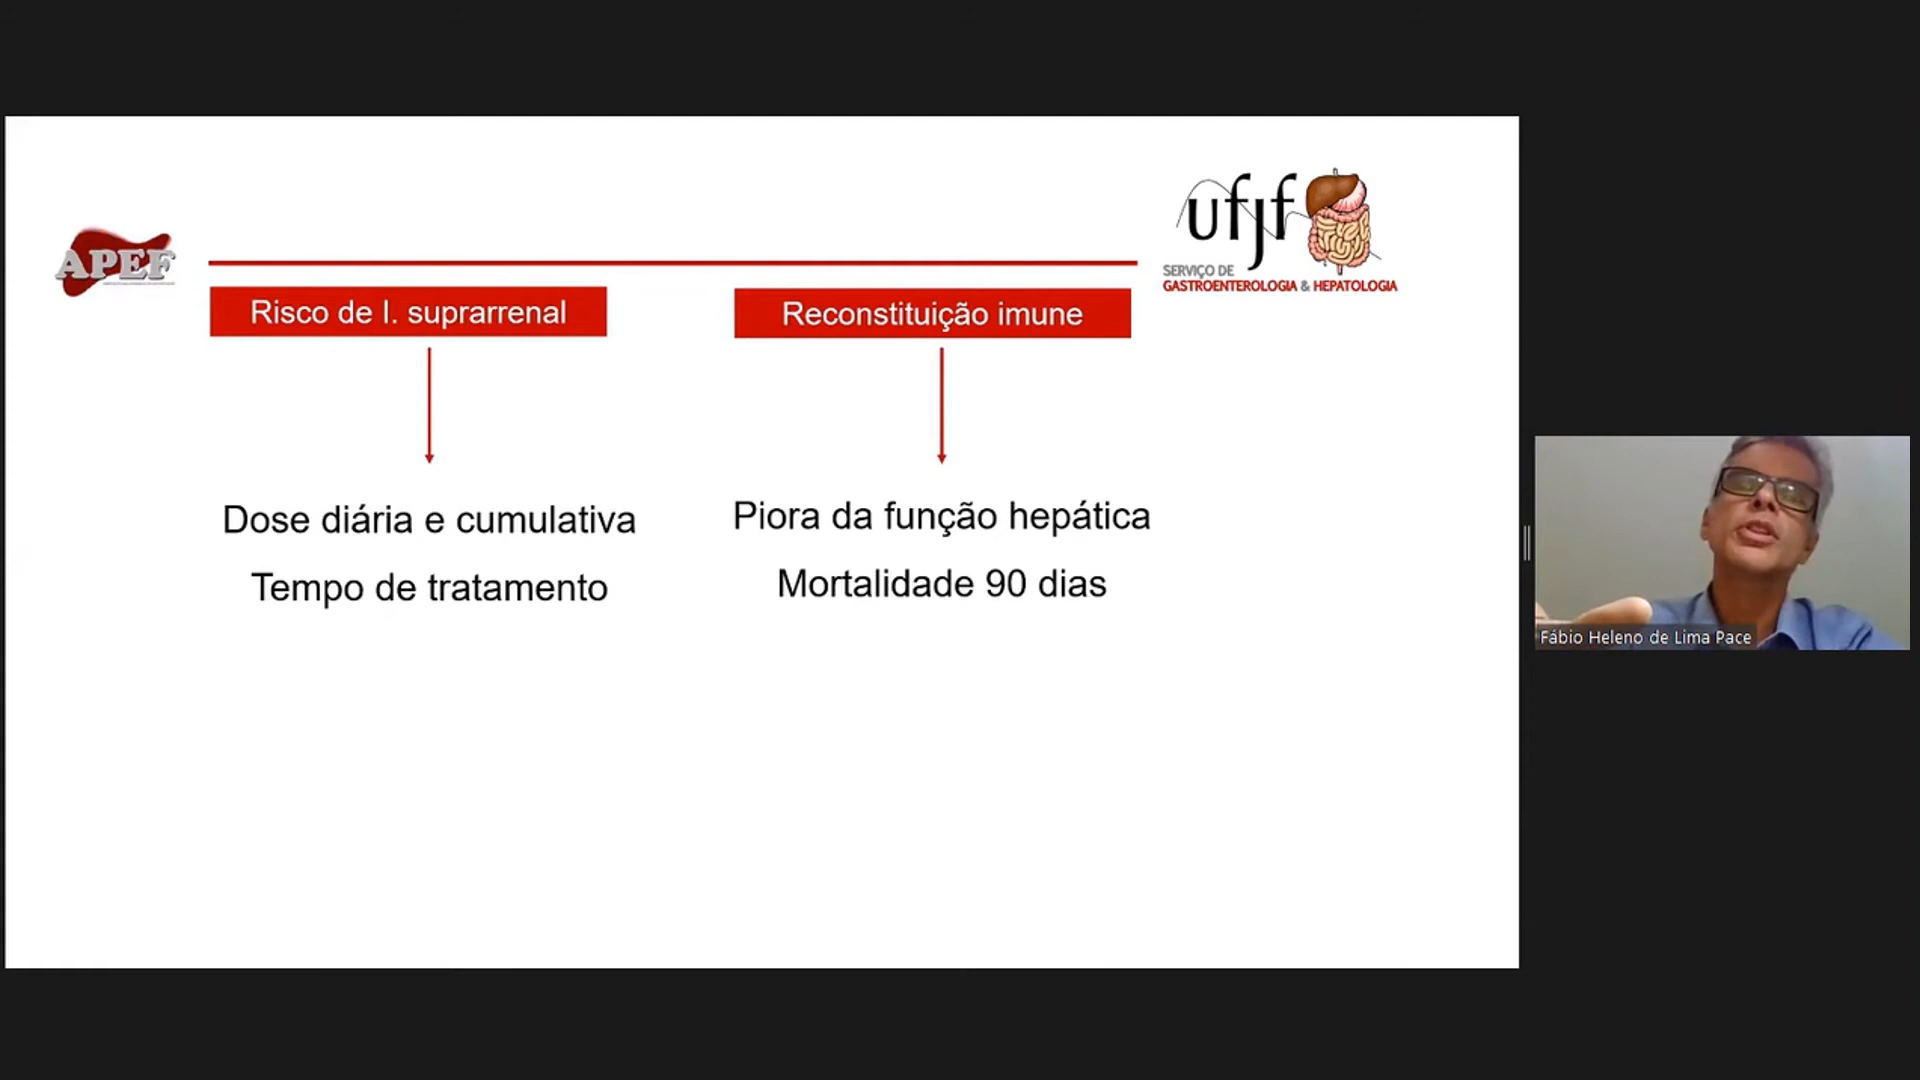 APEF
ufjf
SERVIÇO DE
GASTROENTEROLOGIA & HEPATOLOGIA
Risco de I. suprarrenal
Reconstituição imune
Dose diária e cumulativa
Tempo de tratamento
Piora da função hepática
Mortalidade 90 dias
Fábio Heleno de Lima Pace